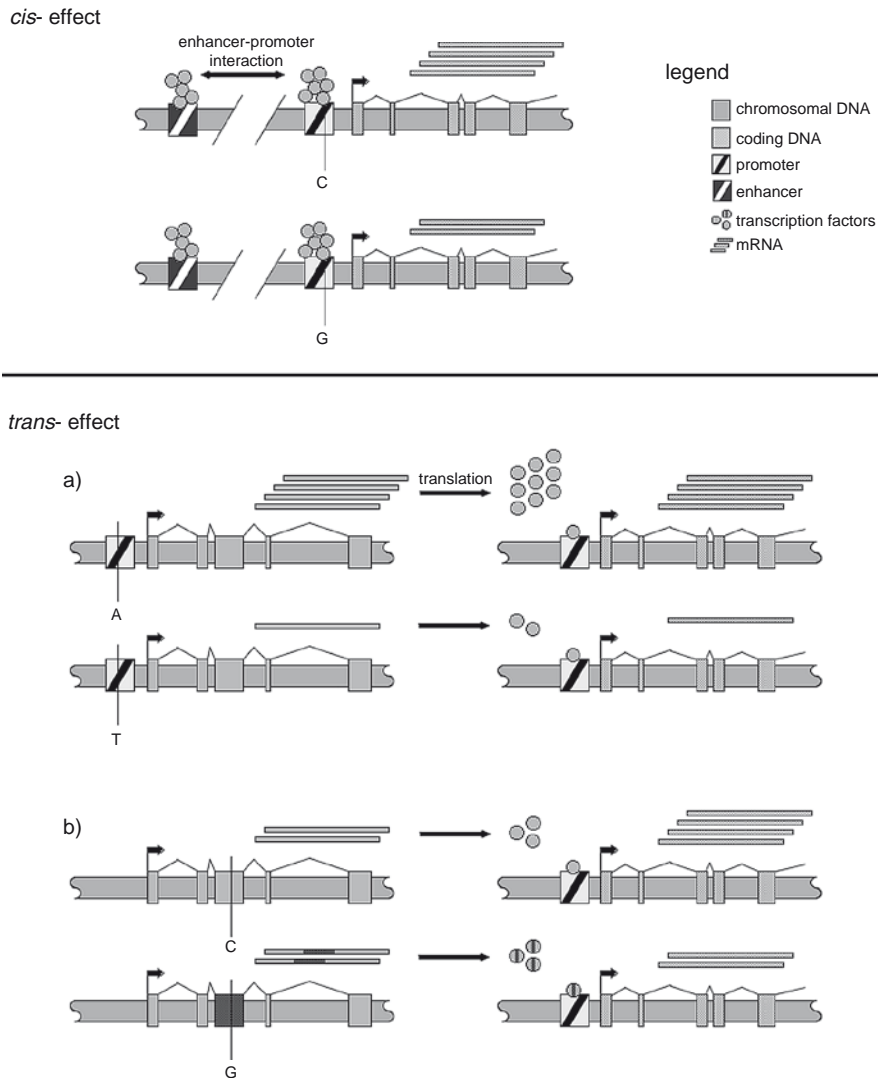 cis- effect
enhancer-promoter
interaction
C
G
legend
chromosomal DNA
coding DNA
promoter
enhancer
transcription factors
mRNA
trans- effect
a)
translation
A
T
b)
C
G